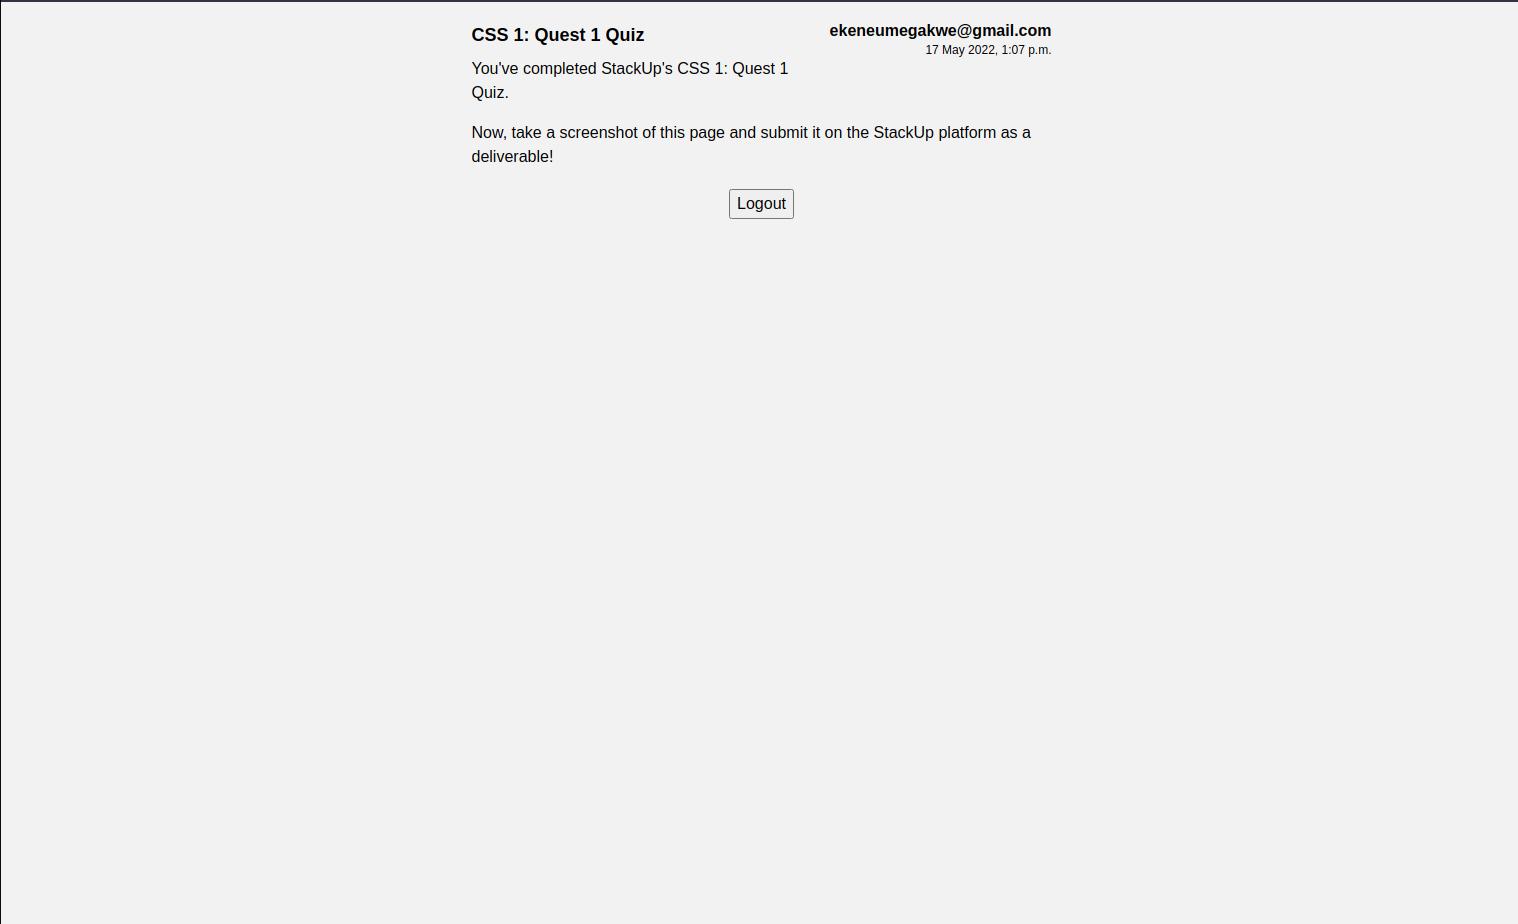 CSS 1: Quest 1 Quiz
ekeneumegakwe@gmail.com
17 May 2022, 1:07 p.m.
You've completed StackUp's CSS 1: Quest 1
Quiz.
Now, take a screenshot of this page and submit it on the StackUp platform as a
deliverable!
Logout